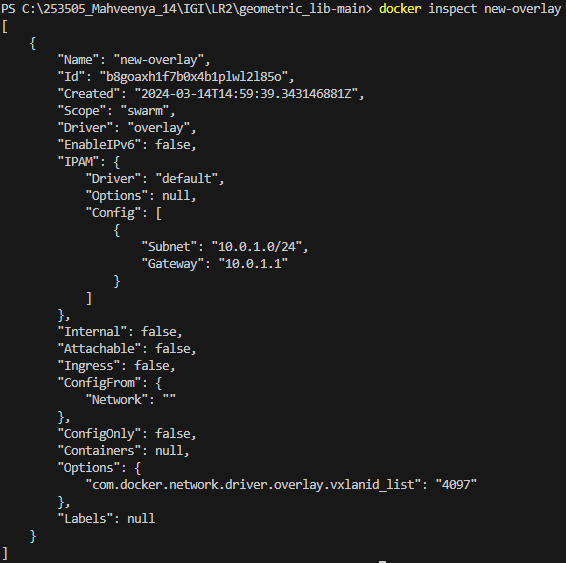 PS C:\253505_Mahveenya_14\IGI\LR2\geometric_lib-main> docker inspect new-overlay
[
    {
        "Name": "new-overlay",
        "Id": "b8goaxh1f7b0x4b1plwl2l85o",
        "Created": "2024-03-14T14:59:39.343146881Z",
        "Scope": "swarm",
        "Driver": "overlay",
        "EnableIPv6": false,
        "IPAM": {
            "Driver": "default",
            "Options": null,
            "Config": [
                {
                    "Subnet": "10.0.1.0/24",
                    "Gateway": "10.0.1.1"
                }
            ]
        },
        "Internal": false,
        "Attachable": false,
        "Ingress": false,
        "ConfigFrom": {
            "Network": ""
        },
        "ConfigOnly": false,
        "Containers": null,
        "Options": {
            "com.docker.network.driver.overlay.vxlanid_list": "4097"
        },
        "Labels": null
    }
]